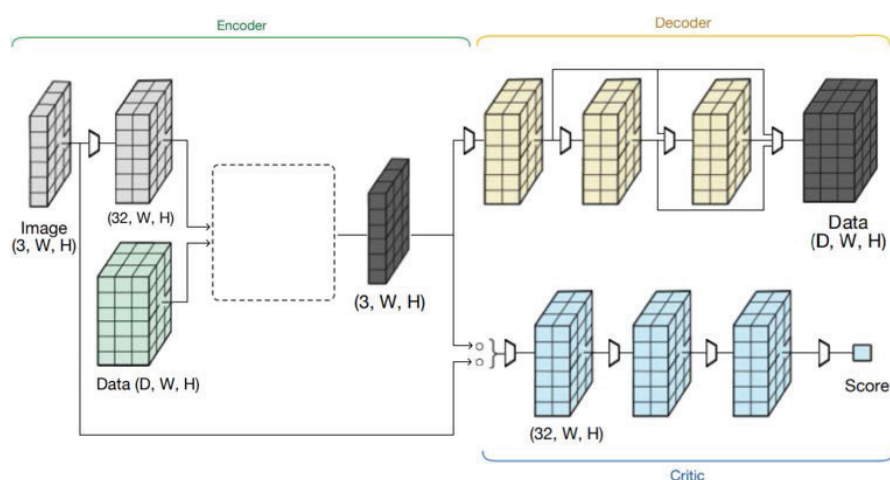 Encoder
Decoder
Image
(3, W, H)
(32, W, H)
Data (D, W, H)
(3, W, H)
Data
(D, W, H)
(32, W, H)
Score
Critic